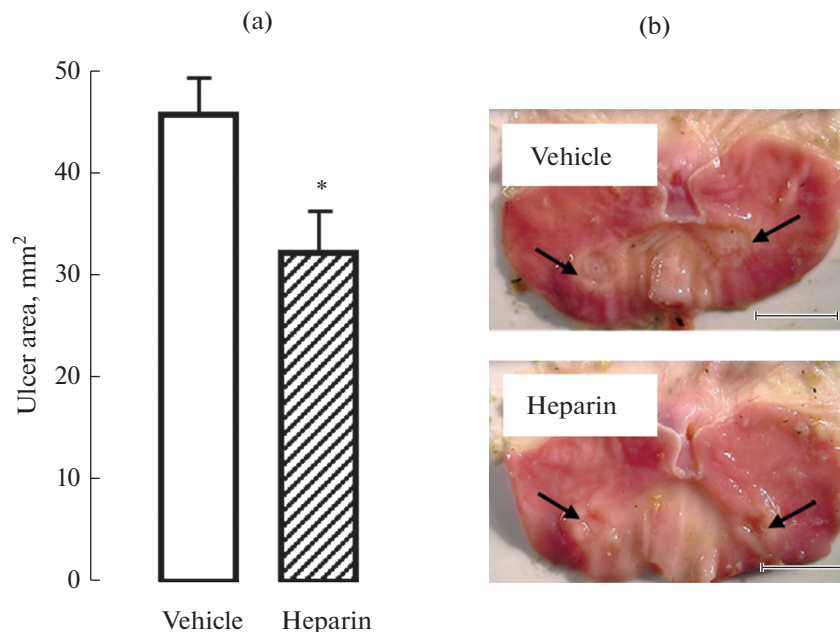 (a)
(b)
Ulcer area, mm²
50
40
30
20
10
0
*
Vehicle
Heparin
Vehicle
Heparin